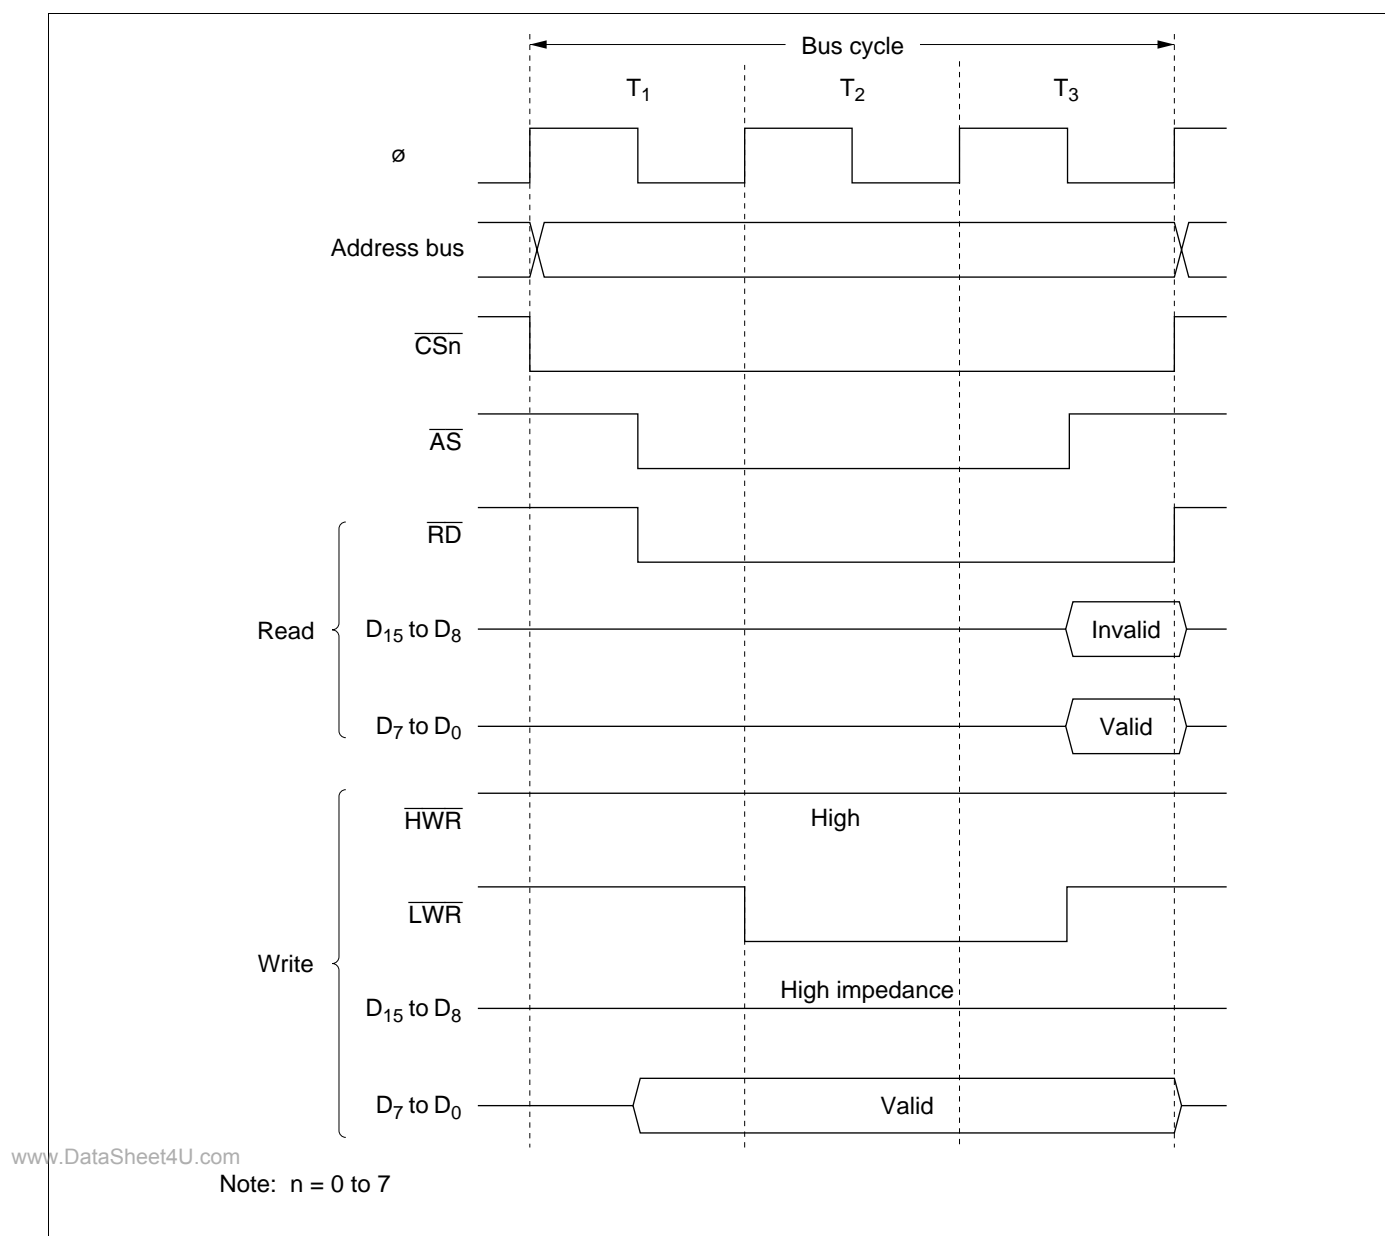 Bus cycle
T1 T2 T3
ø
Address bus
CSn
AS
RD
Read
D15 to D8
Invalid
D7 to D0
Valid
HWR
High
LWR
Write
High impedance
D15 to D8
D7 to D0
Valid
www.DataSheet4U.com
Note: n = 0 to 7